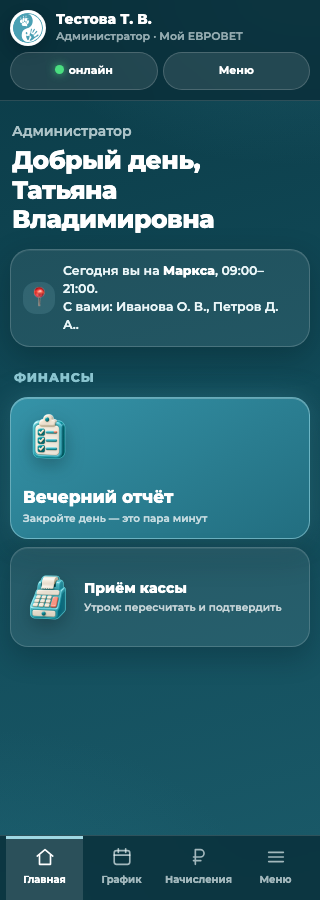 Тестова Т. В.
Администратор · Мой ЕВРОВЕТ
онлайн
Меню
Администратор
Добрый день,
Татьяна
Владимировна
Сегодня вы на Маркса, 09:00–
21:00.
С вами: Иванова О. В., Петров Д.
А..
ФИНАНСЫ
Вечерний отчёт
Закройте день — это пара минут
Приём кассы
Утром: пересчитать и подтвердить
Главная
График
Начисления
Меню